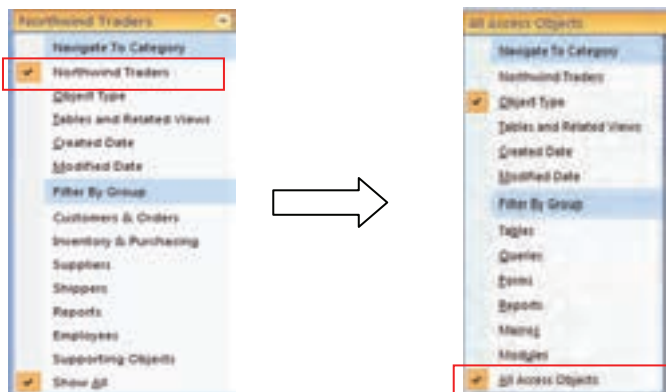 Northwind Traders
Navigate To Category
Northwind Traders
Object Type
Tables and Related Views
Created Date
Modified Date
Filter By Group
Customers & Orders
Inventory & Purchasing
Suppliers
Shippers
Reports
Employees
Supporting Objects
Show All
All Access Objects
Navigate To Category
Northwind Traders
Object Type
Tables and Related Views
Created Date
Modified Date
Filter By Group
Tables
Queries
Forms
Reports
Macros
Modules
All Access Objects